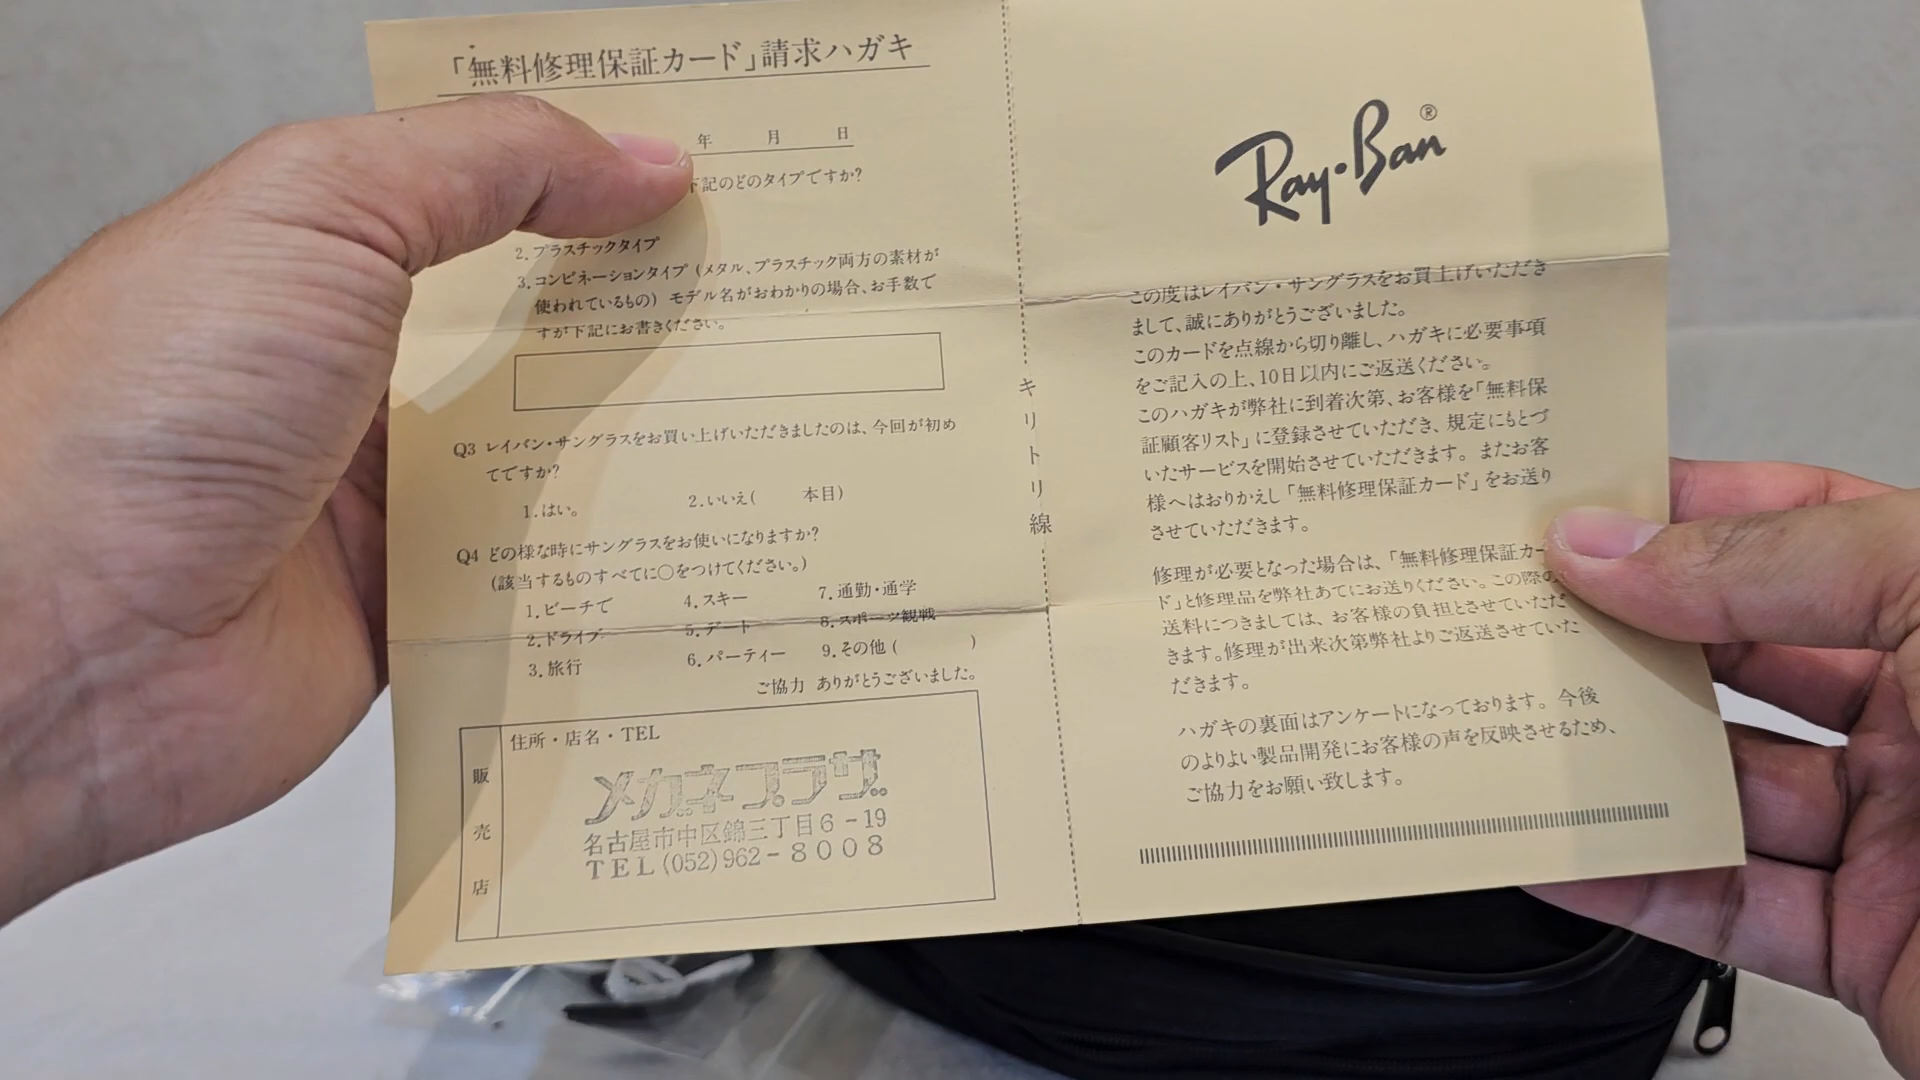 「無料修理保証カード」請求ハガキ
年 月 日
下記のどのタイプですか?
2.プラスチックタイプ
3.コンビネーションタイプ(メタル、プラスチック両方の素材が
使われているもの) モデル名がおわかりの場合、お手数で
すが下記にお書きください。
Q3 レイバン・サングラスをお買い上げいただきましたのは、今回が初め
てですか?
1.はい。 2.いいえ( 本目)
Q4 どの様な時にサングラスをお使いになりますか?
(該当するものすべてに○をつけてください。)
1.ビーチで 4.スキー 7.通勤・通学
2.ドライブ 5.デート 8.スポーツ観戦
3.旅行 6.パーティー 9.その他( )
ご協力 ありがとうございました。
販売店
住所・店名・TEL
メガネプラザ
名古屋市中区錦三丁目6-19
TEL(052)962-8008
キリトリ線
Ray-Ban®
この度はレイバン・サングラスをお買上げいただき
まして、誠にありがとうございました。
このカードを点線から切り離し、ハガキに必要事項
をご記入の上、10日以内にご返送ください。
このハガキが弊社に到着次第、お客様を「無料保
証顧客リスト」に登録させていただき、規定にもとづ
いたサービスを開始させていただきます。またお客
様へはおりかえし「無料修理保証カード」をお送り
させていただきます。
修理が必要となった場合は、「無料修理保証カー
ド」と修理品を弊社あてにお送りください。この際の
送料につきましては、お客様の負担とさせていただ
きます。修理が出来次第弊社よりご返送させていた
だきます。
ハガキの裏面はアンケートになっております。今後
のよりよい製品開発にお客様の声を反映させるため、
ご協力をお願い致します。